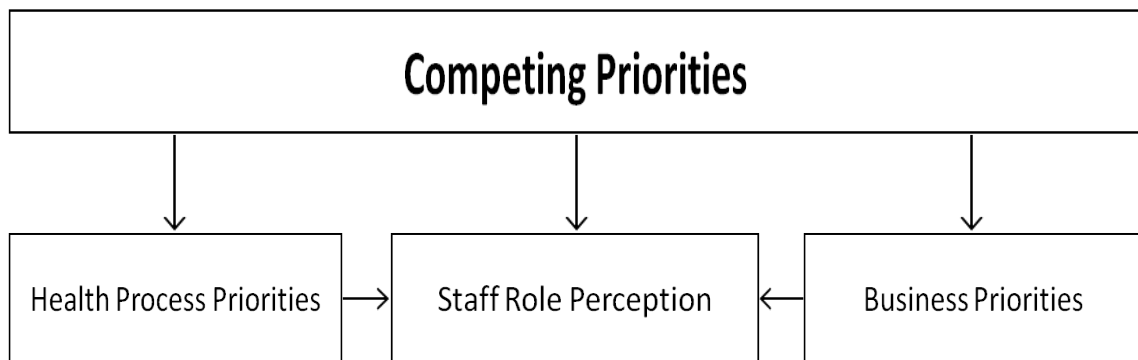 Competing Priorities
Health Process Priorities
Staff Role Perception
Business Priorities